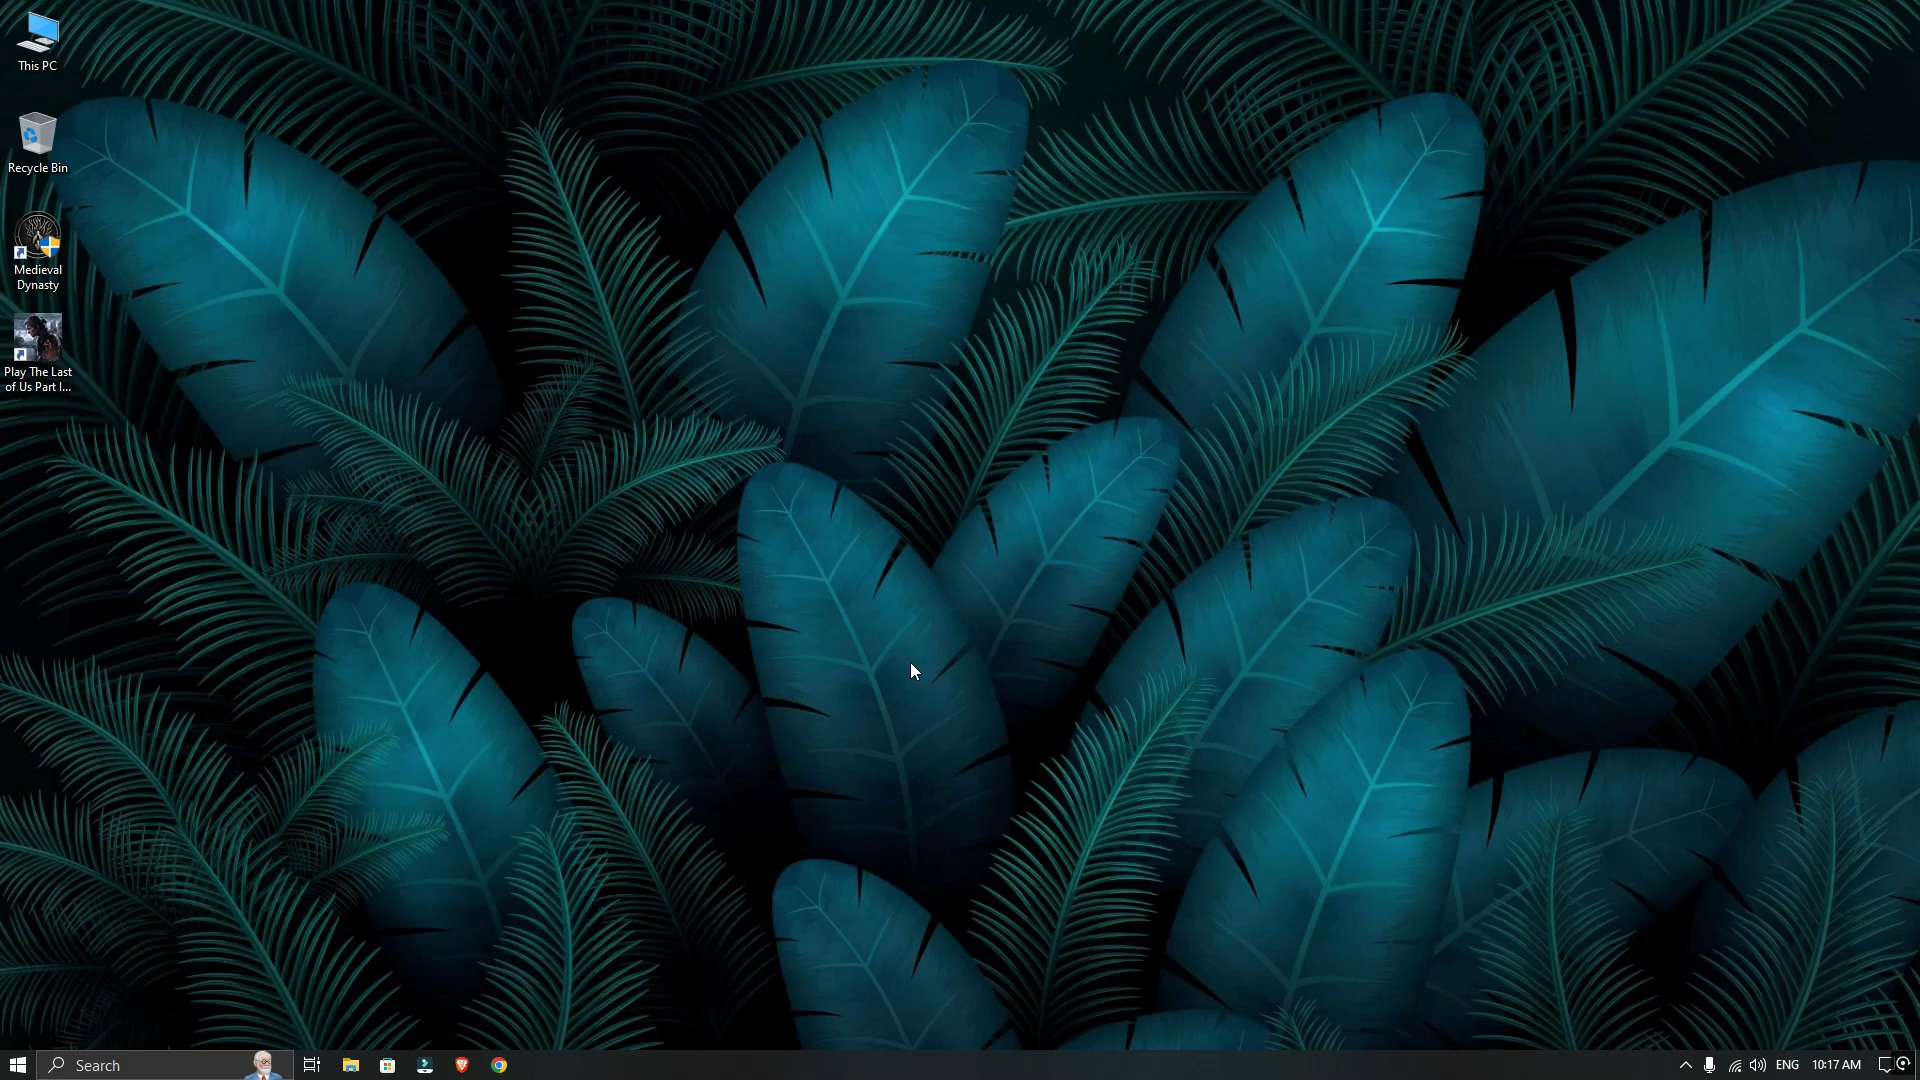 This PC
Recycle Bin
Medieval
Dynasty
Play The Last
of Us Part I...
Search
ENG
10:17 AM